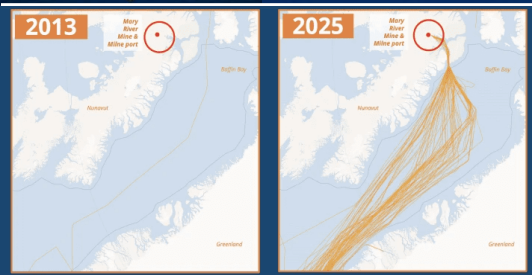 2013
Mary
River
Mine &
Milne port
Baffin Bay
Nunavut
Greenland
2025
Mary
River
Mine &
Milne port
Baffin Bay
Nunavut
Greenland